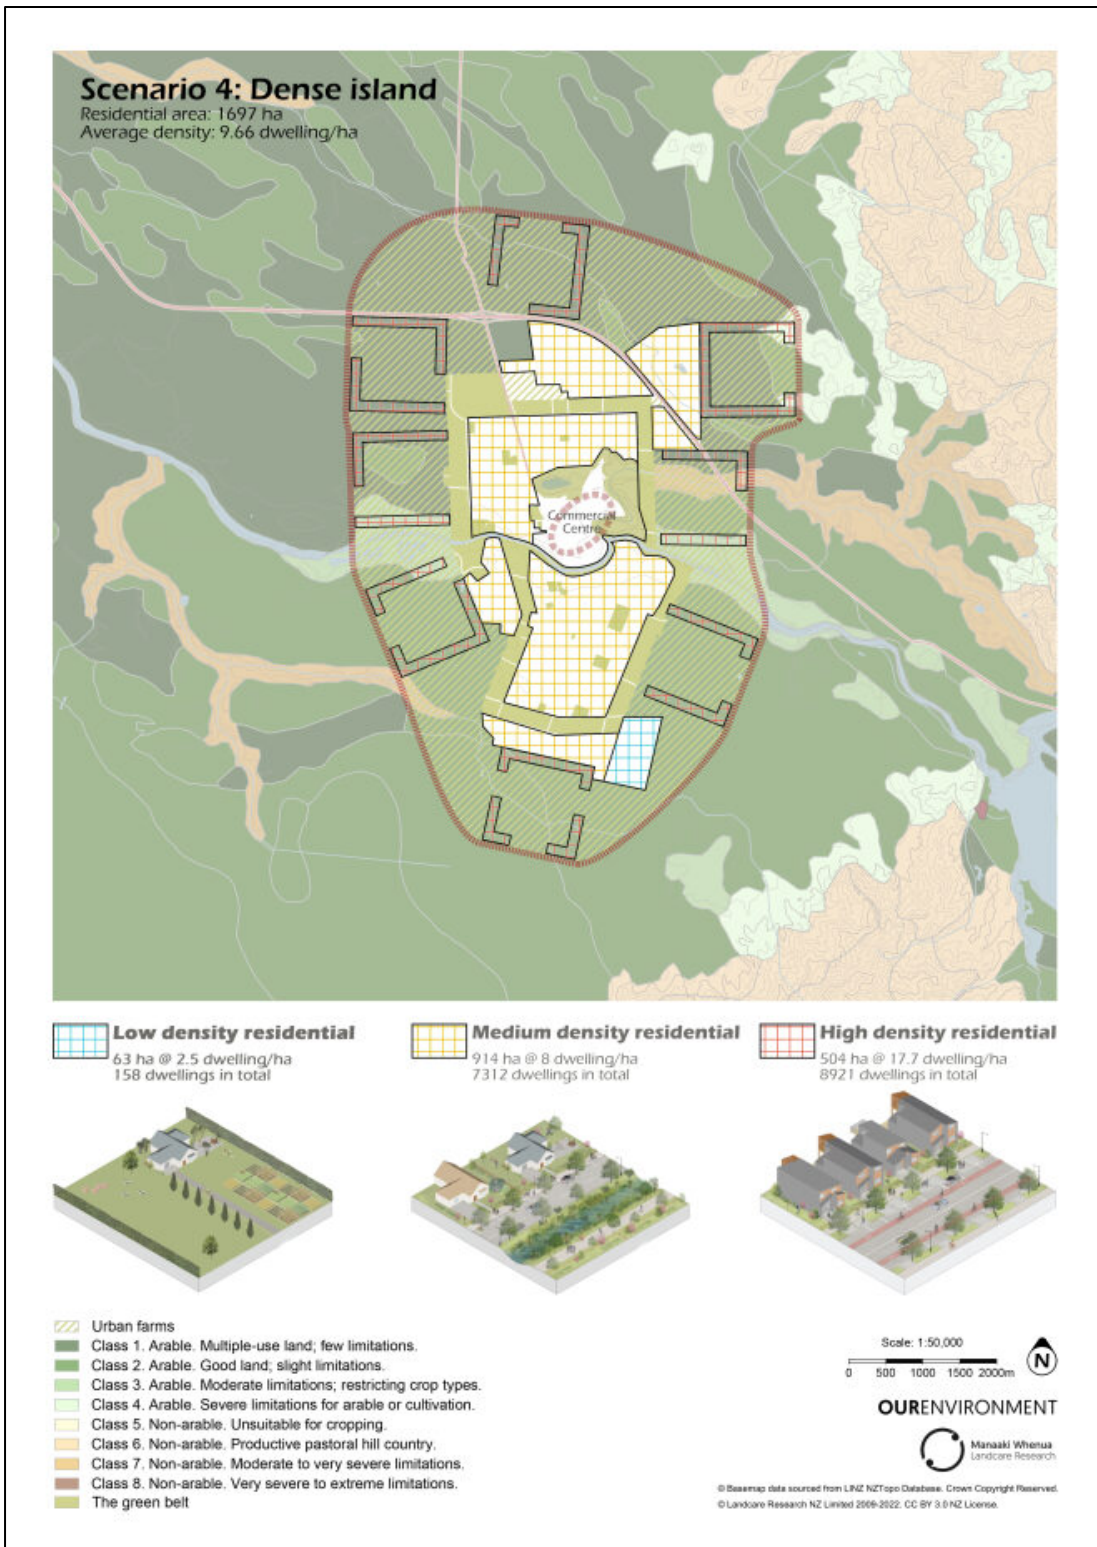 Scenario 4: Dense island
Residential area: 1697 ha
Average density: 9.66 dwelling/ha
Commercial
Centre
Low density residential
63 ha @ 2.5 dwelling/ha
158 dwellings in total
Medium density residential
914 ha @ 8 dwelling/ha
7312 dwellings in total
High density residential
504 ha @ 17.7 dwelling/ha
8921 dwellings in total
Urban farms
Class 1. Arable. Multiple-use land; few limitations.
Class 2. Arable. Good land; slight limitations.
Class 3. Arable. Moderate limitations; restricting crop types.
Class 4. Arable. Severe limitations for arable or cultivation.
Class 5. Non-arable. Unsuitable for cropping.
Class 6. Non-arable. Productive pastoral hill country.
Class 7. Non-arable. Moderate to very severe limitations.
Class 8. Non-arable. Very severe to extreme limitations.
The green belt
Scale: 1:50,000
0 500 1000 1500 2000m
N
OURENVIRONMENT
Manaaki Whenua
Landcare Research
© Basemap data sourced from LINZ NZTopo Database. Crown Copyright Reserved.
© Landcare Research NZ Limited 2009-2022. CC BY 3.0 NZ License.